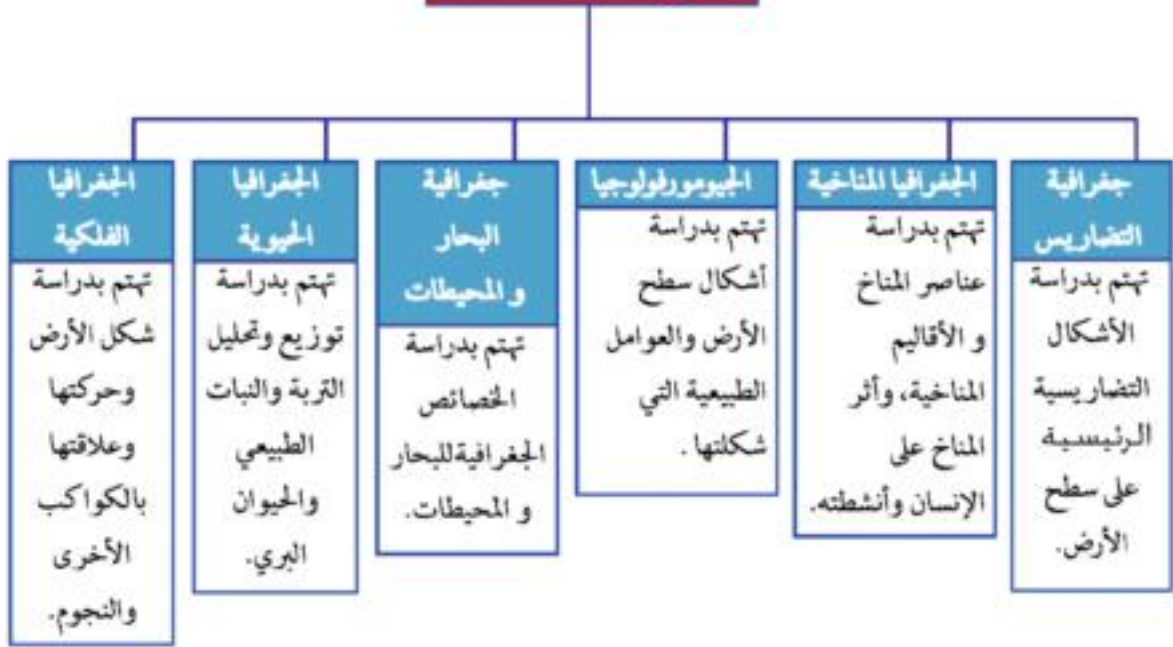 جغرافية
التضاريس
تهتم بدراسة
الأشكال
التضاريسية
الرئيسية
على سطح
الأرض.
الجغرافيا المناخية
تهتم بدراسة
عناصر المناخ
و الأقاليم
المناخية، وأثر
المناخ على
الإنسان وأنشطته.
الجيومورفولوجيا
تهتم بدراسة
أشكال سطح
الأرض والعوامل
الطبيعية التي
شكلتها .
جغرافية
البحار
و المحيطات
تهتم بدراسة
الخصائص
الجغرافية للبحار
و المحيطات.
الجغرافيا
الحيوية
تهتم بدراسة
توزيع وتحليل
التربة والنبات
الطبيعي
والحيوان
البري.
الجغرافيا
الفلكية
تهتم بدراسة
شكل الأرض
وحركتها
وعلاقتها
بالكواكب
الأخرى
والنجوم.